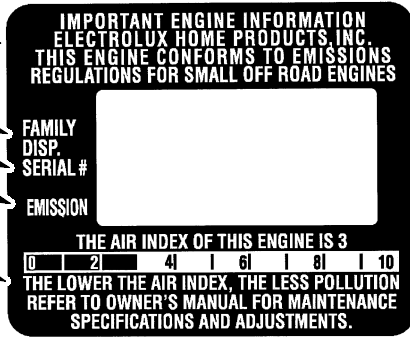 IMPORTANT ENGINE INFORMATION
ELECTROLUX HOME PRODUCTS, INC.
THIS ENGINE CONFORMS TO EMISSIONS
REGULATIONS FOR SMALL OFF ROAD ENGINES
FAMILY
DISP.
SERIAL #
EMISSION
THE AIR INDEX OF THIS ENGINE IS 3
0 2 4 6 8 10
THE LOWER THE AIR INDEX, THE LESS POLLUTION
REFER TO OWNER'S MANUAL FOR MAINTENANCE
SPECIFICATIONS AND ADJUSTMENTS.